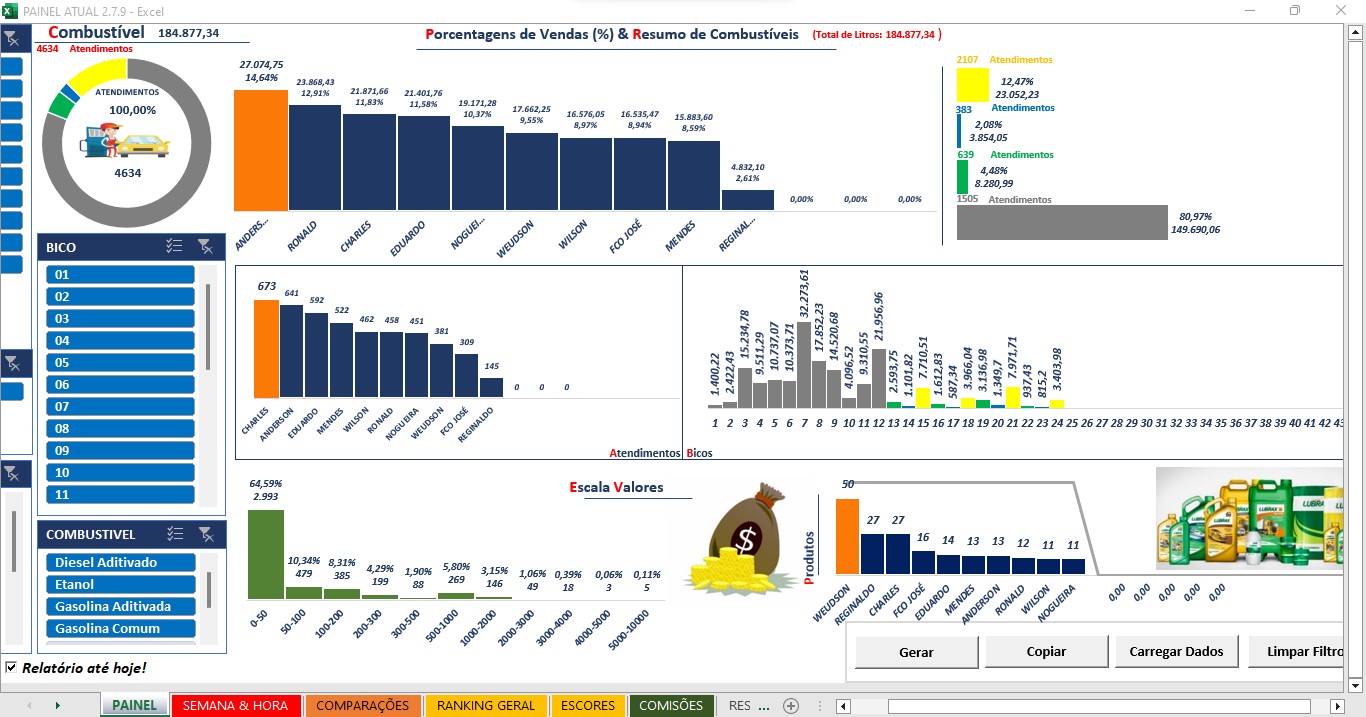 PAINEL ATUAL 2.7.9 - Excel
Combustível 184.877,34
4634 Atendimentos
ATENDIMENTOS
100,00%
4634
Porcentagens de Vendas (%) & Resumo de Combustíveis (Total de Litros: 184.877,34 )
27.074,75
14,64%
23.868,43
12,91%
21.871,66
11,83%
21.401,76
11,58%
19.171,28
10,37%
17.662,25
9,55%
16.576,05
8,97%
16.535,47
8,94%
15.883,60
8,59%
4.832,10
2,61%
0,00%
0,00%
0,00%
ANDERS...
RONALD
CHARLES
EDUARDO
NOGUEI...
WEUDSON
WILSON
FCO JOSÉ
MENDES
REGINAL...
2107 Atendimentos
12,47%
23.052,23
383 Atendimentos
2,08%
3.854,05
639 Atendimentos
4,48%
8.280,99
1505 Atendimentos
80,97%
149.690,06
BICO
01
02
03
04
05
06
07
08
09
10
11
COMBUSTIVEL
Diesel Aditivado
Etanol
Gasolina Aditivada
Gasolina Comum
673
641
592
522
462
458
451
381
309
145
0
0
0
CHARLES
ANDERSON
EDUARDO
MENDES
WILSON
RONALD
NOGUEIRA
WEUDSON
FCO JOSÉ
REGINALDO
Atendimentos
1.400,22
2.422,43
15.234,78
9.511,29
10.737,07
10.373,71
32.273,61
17.852,23
14.520,68
4.096,52
9.310,55
21.956,96
2.593,75
1.101,82
7.710,51
1.612,83
587,34
3.966,04
3.136,98
1.349,7
7.971,71
937,43
815,2
3.403,98
1 2 3 4 5 6 7 8 9 10 11 12 13 14 15 16 17 18 19 20 21 22 23 24 25 26 27 28 29 30 31 32 33 34 35 36 37 38 39 40 41 42 43
Bicos
Escala Valores
64,59%
2.993
10,34%
479
8,31%
385
4,29%
199
1,90%
88
5,80%
269
3,15%
146
1,06%
49
0,39%
18
0,06%
3
0,11%
5
0-50
50-100
100-200
200-300
300-500
500-1000
1000-2000
2000-3000
3000-4000
4000-5000
5000-10000
$
Produtos
50
27
27
16
14
13
13
12
11
11
WEUDSON
REGINALDO
CHARLES
FCO JOSÉ
EDUARDO
MENDES
ANDERSON
RONALD
WILSON
NOGUEIRA
0,00
0,00
0,00
0,00
0,00
LUBRAX
LUBRAX
Gerar
Copiar
Carregar Dados
Limpar Filtro
Relatório até hoje!
PAINEL
SEMANA & HORA
COMPARAÇÕES
RANKING GERAL
ESCORES
COMISÕES
RES ...